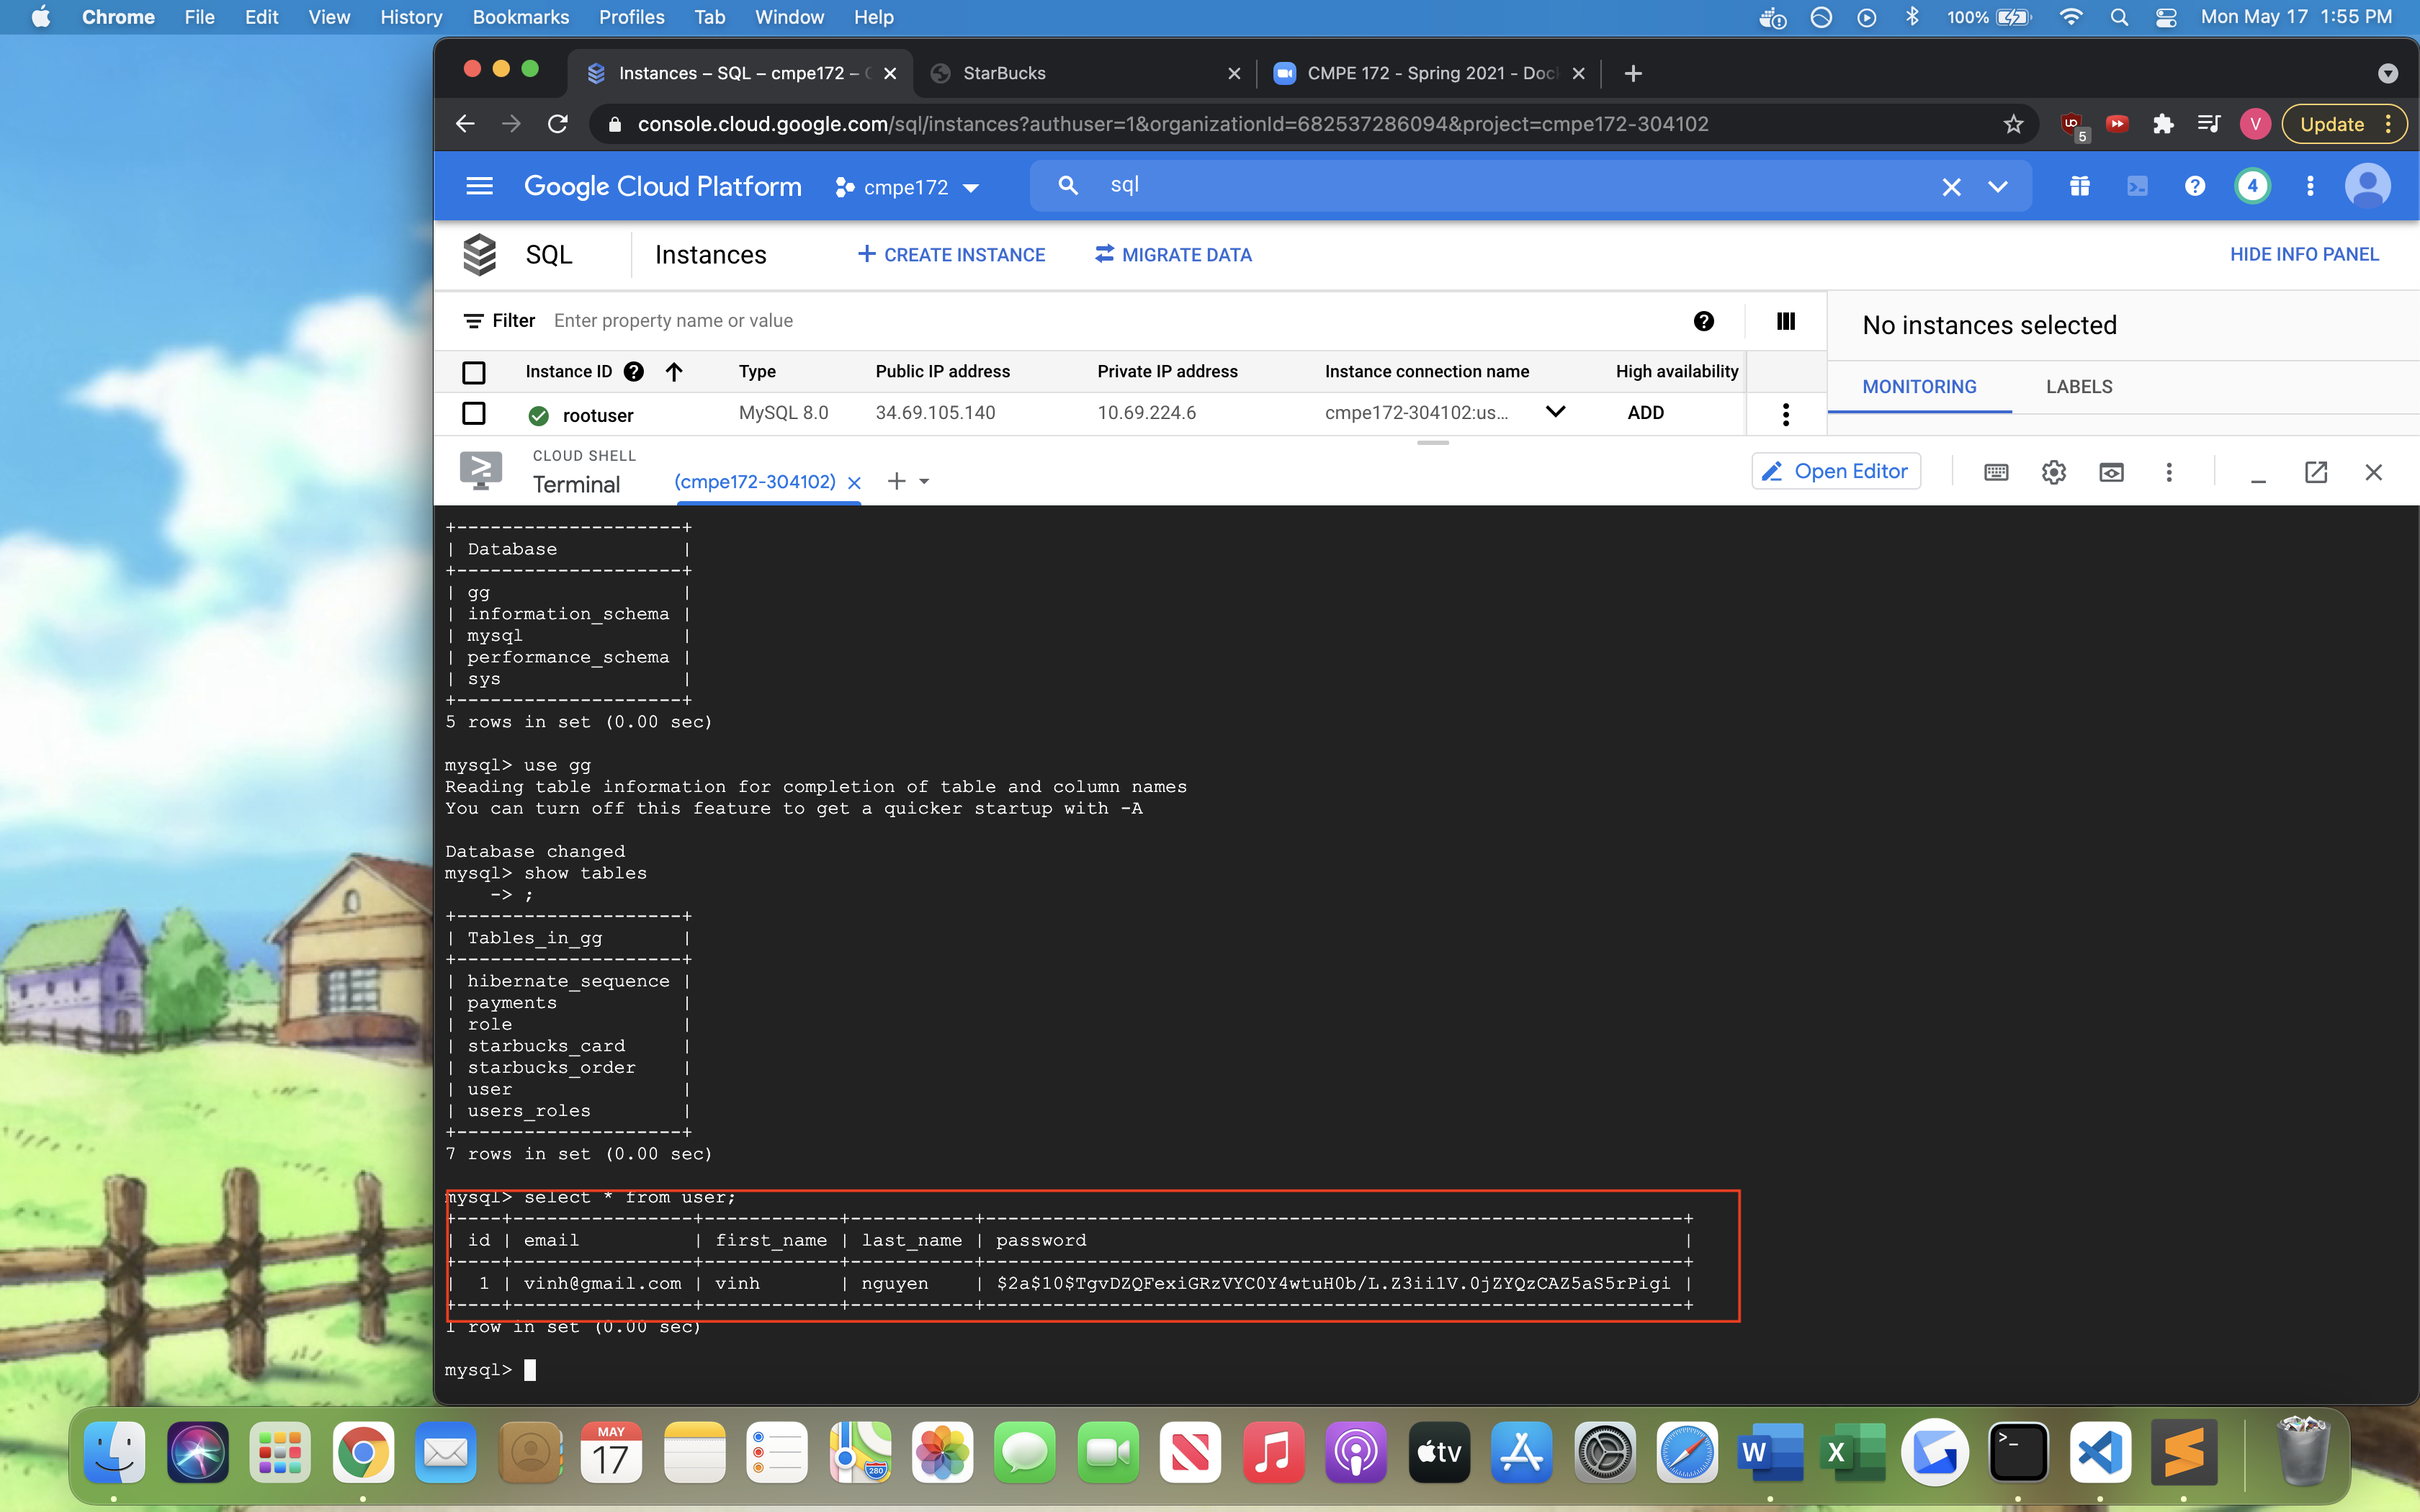 Chrome File Edit View History Bookmarks Profiles Tab Window Help 100% Mon May 17 1:55 PM
Instances – SQL – cmpe172 – StarBucks CMPE 172 - Spring 2021 - Doc
console.cloud.google.com/sql/instances?authuser=1&organizationId=682537286094&project=cmpe172-304102 5 V Update
Google Cloud Platform cmpe172 sql 4
SQL Instances CREATE INSTANCE MIGRATE DATA HIDE INFO PANEL
Filter Enter property name or value
No instances selected
Instance ID Type Public IP address Private IP address Instance connection name High availability
MONITORING LABELS
rootuser MySQL 8.0 34.69.105.140 10.69.224.6 cmpe172-304102:us... ADD
CLOUD SHELL
Terminal (cmpe172-304102) Open Editor
+--------------------+
| Database           |
+--------------------+
| gg                 |
| information_schema |
| mysql              |
| performance_schema |
| sys                |
+--------------------+
5 rows in set (0.00 sec)
mysql> use gg
Reading table information for completion of table and column names
You can turn off this feature to get a quicker startup with -A
Database changed
mysql> show tables
    -> ;
+--------------------+
| Tables_in_gg       |
+--------------------+
| hibernate_sequence |
| payments           |
| role               |
| starbucks_card     |
| starbucks_order    |
| user               |
| users_roles        |
+--------------------+
7 rows in set (0.00 sec)
mysql> select * from user;
+----+----------------+------------+-----------+--------------------------------------------------------------+
| id | email          | first_name | last_name | password                                                     |
+----+----------------+------------+-----------+--------------------------------------------------------------+
|  1 | vinh@gmail.com | vinh       | nguyen    | $2a$10$TgvDZQFexiGRzVYC0Y4wtuH0b/L.Z3ii1V.0jZYQzCAZ5aS5rPigi |
+----+----------------+------------+-----------+--------------------------------------------------------------+
1 row in set (0.00 sec)
mysql>
MAY
17
280
tv
W
X
>_